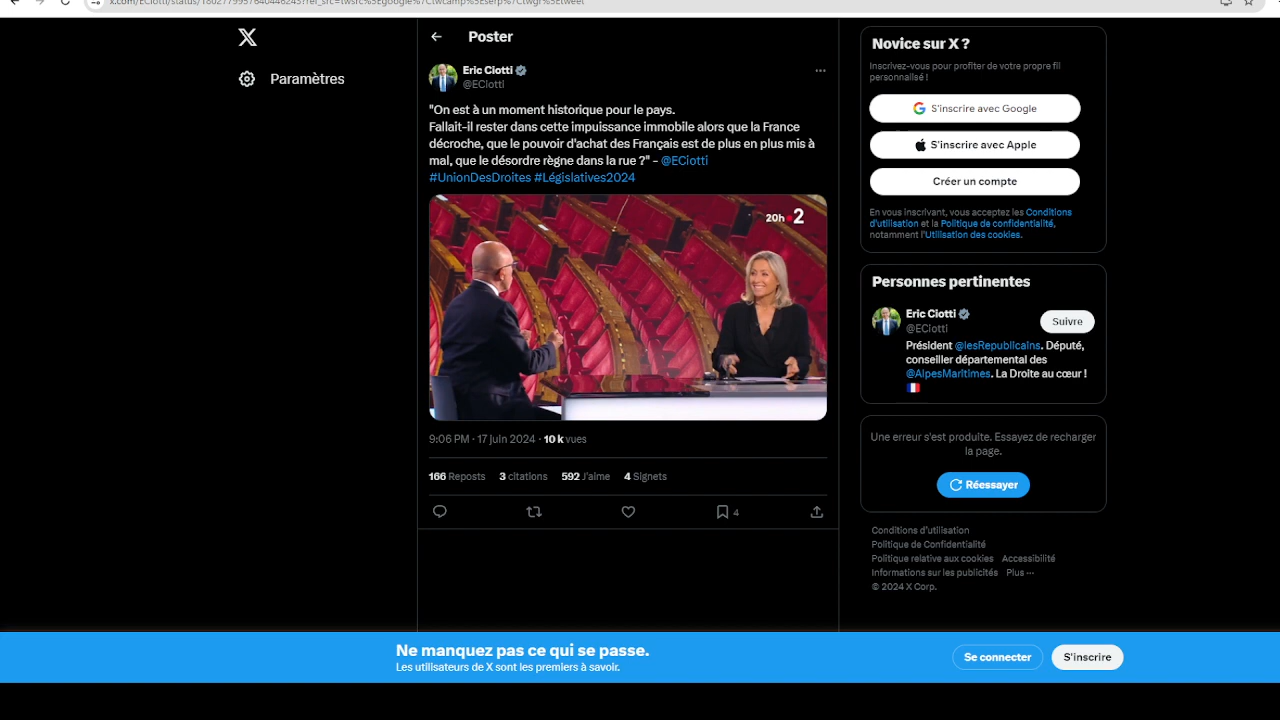 Poster
Paramètres
Eric Ciotti
@ECiotti
"On est à un moment historique pour le pays.
Fallait-il rester dans cette impuissance immobile alors que la France
décroche, que le pouvoir d'achat des Français est de plus en plus mis à
mal, que le désordre règne dans la rue ?" - @ECiotti
#UnionDesDroites #Législatives2024
20h 2
9:06 PM · 17 juin 2024 · 10 k vues
166 Reposts 3 citations 592 J'aime 4 Signets
4
Novice sur X ?
Inscrivez-vous pour profiter de votre propre fil
personnalisé !
S'inscrire avec Google
S'inscrire avec Apple
Créer un compte
En vous inscrivant, vous acceptez les Conditions
d'utilisation et la Politique de confidentialité,
notamment l'Utilisation des cookies.
Personnes pertinentes
Eric Ciotti
@ECiotti
Suivre
Président @lesRepublicains. Député,
conseiller départemental des
@AlpesMaritimes. La Droite au cœur !
Une erreur s'est produite. Essayez de recharger
la page.
Réessayer
Conditions d'utilisation
Politique de Confidentialité
Politique relative aux cookies Accessibilité
Informations sur les publicités Plus ···
© 2024 X Corp.
Ne manquez pas ce qui se passe.
Les utilisateurs de X sont les premiers à savoir.
Se connecter
S'inscrire